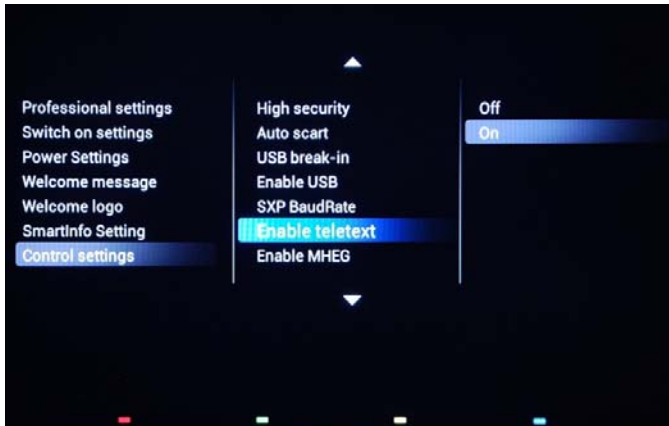 Professional settings
Switch on settings
Power Settings
Welcome message
Welcome logo
SmartInfo Setting
Control settings
High security
Auto scart
USB break-in
Enable USB
SXP BaudRate
Enable teletext
Enable MHEG
Off
On